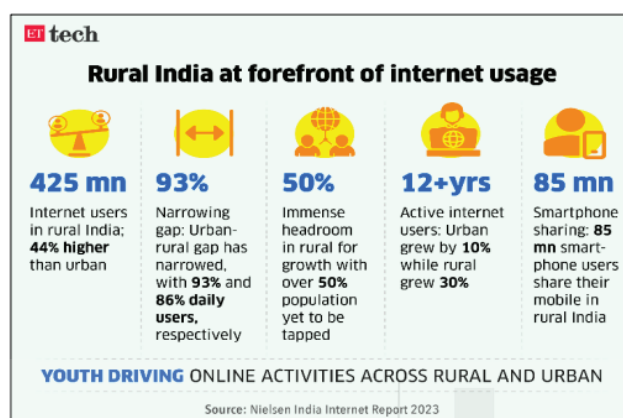 ET tech
Rural India at forefront of internet usage
425 mn
Internet users
in rural India;
44% higher
than urban
93%
Narrowing
gap: Urban-
rural gap has
narrowed,
with 93% and
86% daily
users,
respectively
50%
Immense
headroom
in rural for
growth with
over 50%
population
yet to be
tapped
12+yrs
Active internet
users: Urban
grew by 10%
while rural
grew 30%
85 mn
Smartphone
sharing: 85
mn smart-
phone users
share their
mobile in
rural India
YOUTH DRIVING ONLINE ACTIVITIES ACROSS RURAL AND URBAN
Source: Nielsen India Internet Report 2023